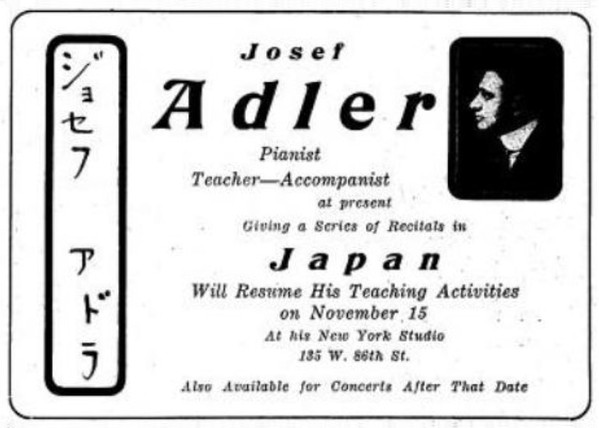 ジョセフ アドラ
Josef
Adler
Pianist
Teacher—Accompanist
at present
Giving a Series of Recitals in
Japan
Will Resume His Teaching Activities
on November 15
At his New York Studio
135 W. 86th St.
Also Available for Concerts After That Date